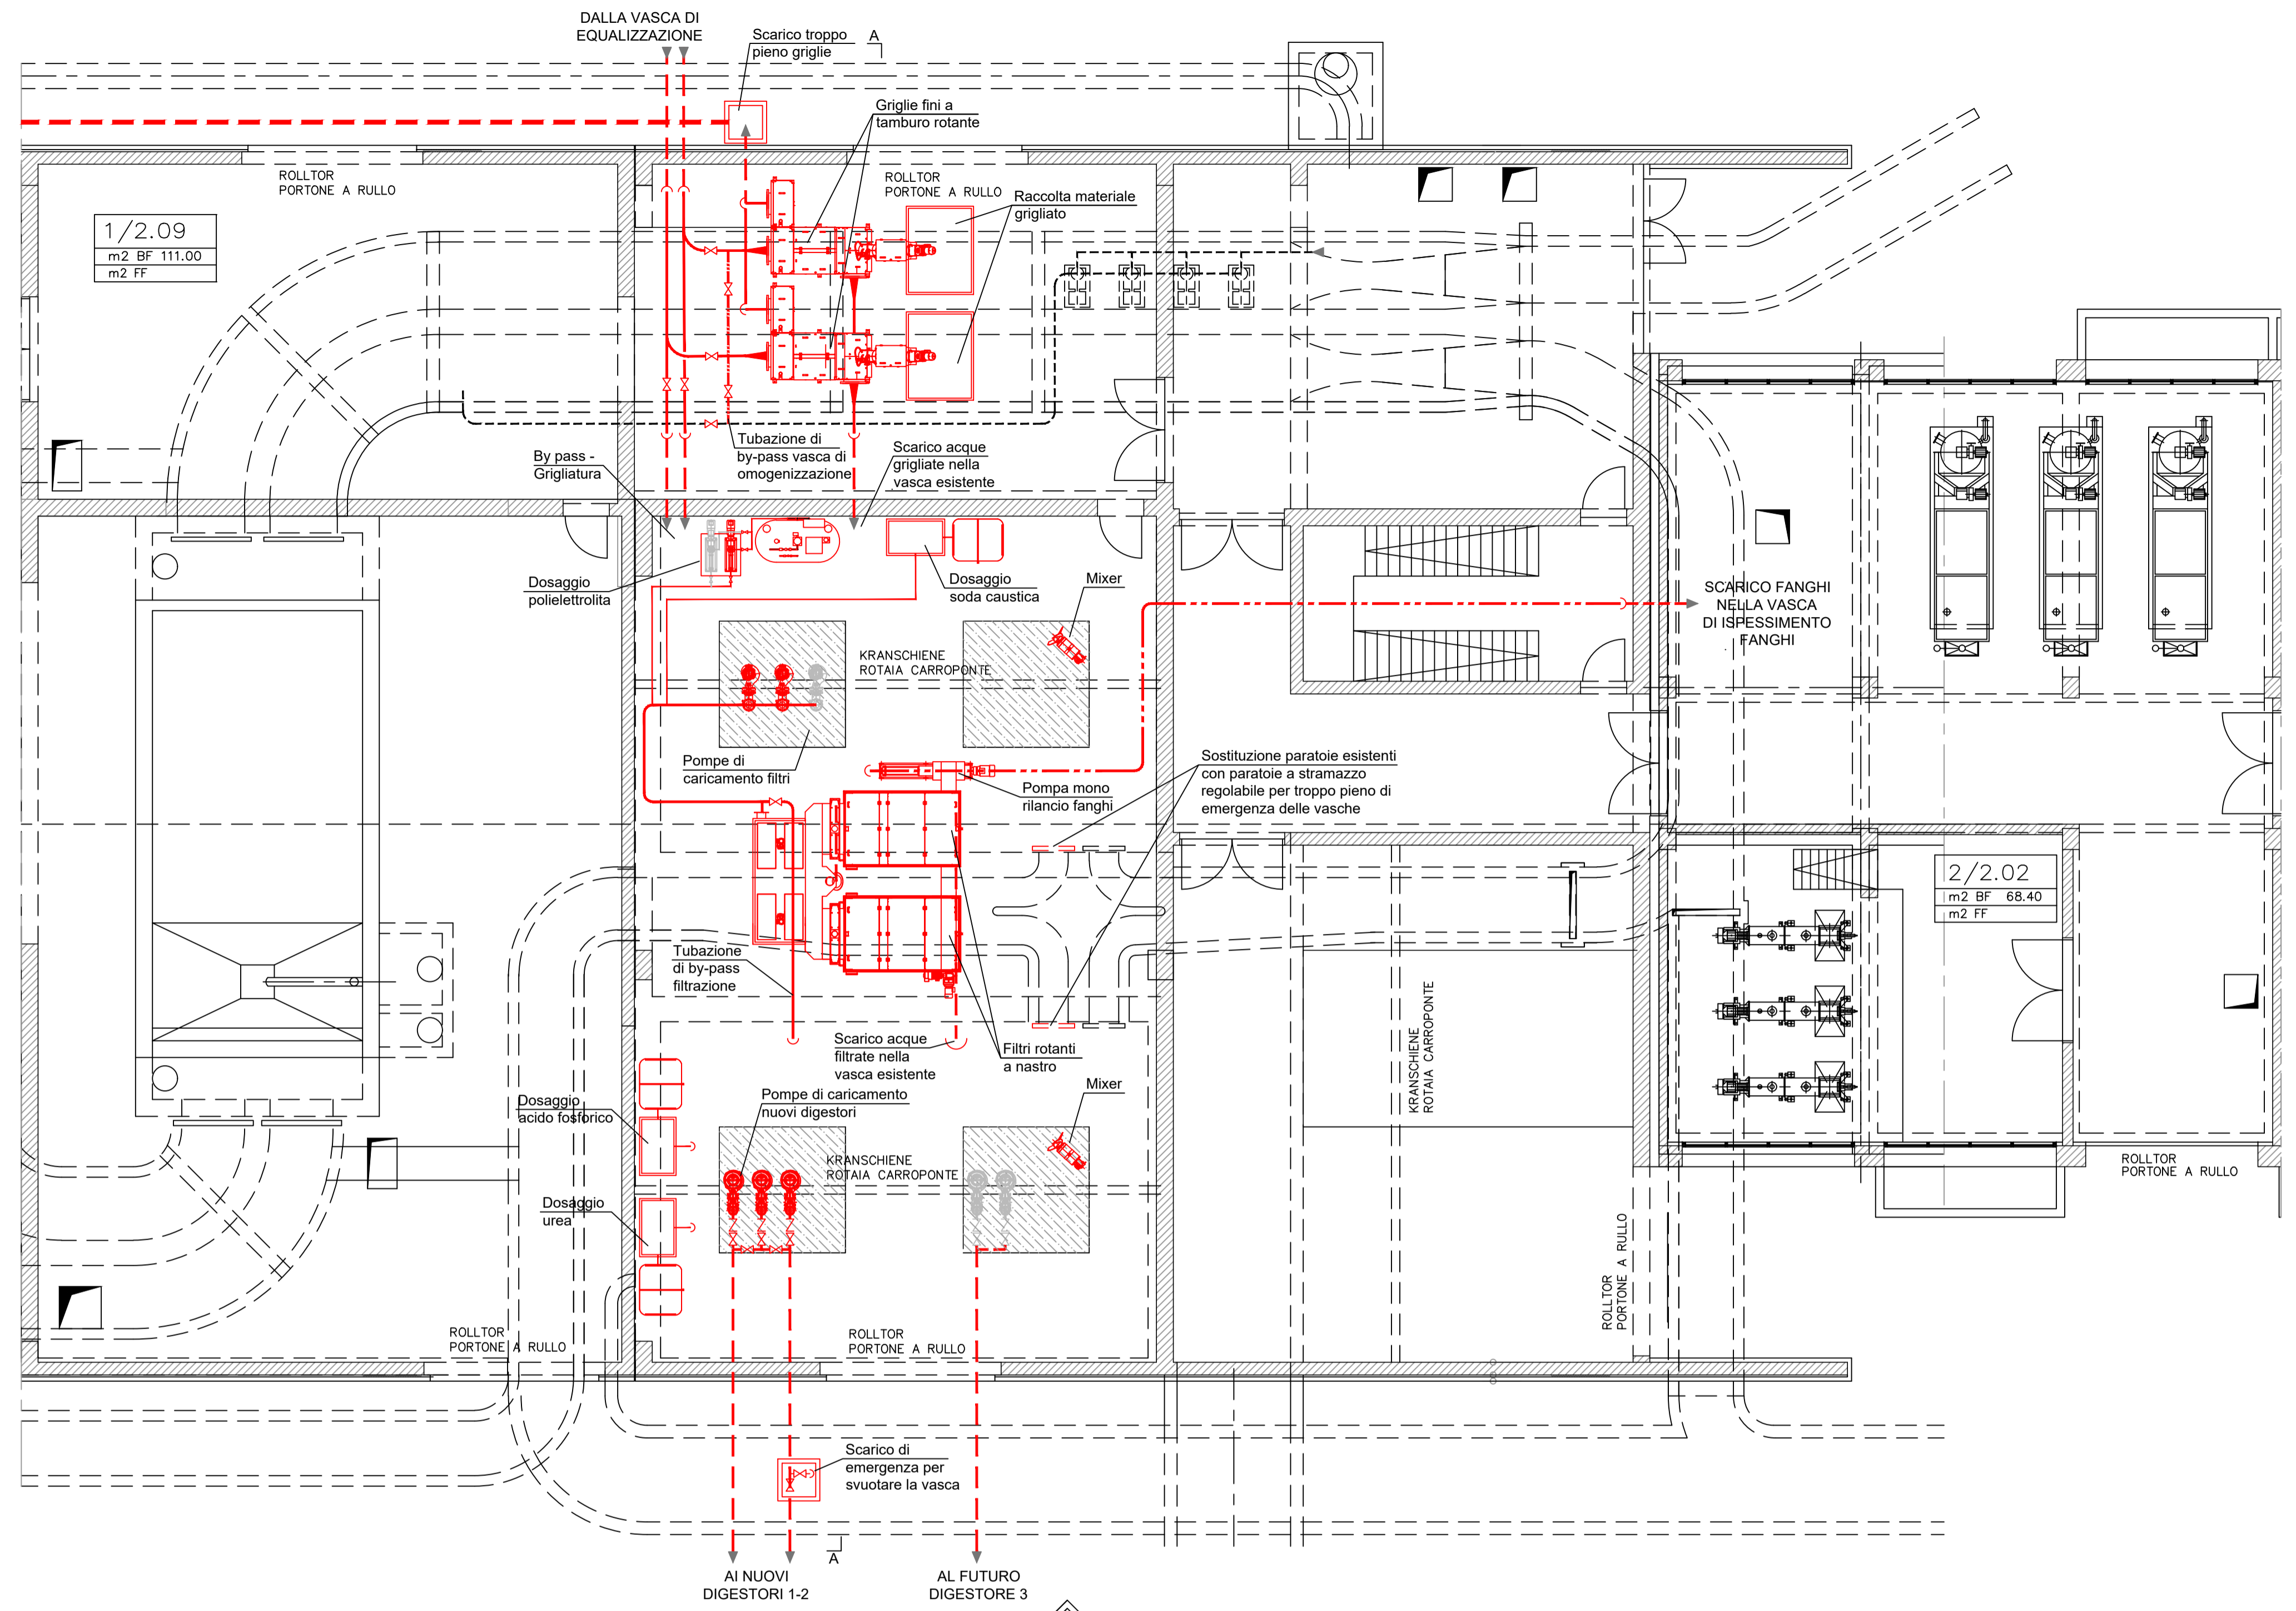 DALLA VASCA DI
EQUALIZZAZIONE
Scarico troppo
pieno griglie
A
Griglie fini a
tamburo rotante
ROLLTOR
PORTONE A RULLO
ROLLTOR
PORTONE A RULLO
Raccolta materiale
grigliato
1/2.09
m2 BF 111.00
m2 FF
By pass -
Grigliatura
Tubazione di
by-pass vasca di
omogenizzazione
Scarico acque
grigliate nella
vasca esistente
Dosaggio
polielettrolita
Dosaggio
soda caustica
Mixer
SCARICO FANGHI
NELLA VASCA
DI ISPESSIMENTO
FANGHI
KRANSCHIENE
ROTAIA CARROPONTE
Pompe di
caricamento filtri
Pompa mono
rilancio fanghi
Sostituzione paratoie esistenti
con paratoie a stramazzo
regolabile per troppo pieno di
emergenza delle vasche
2/2.02
m2 BF 68.40
m2 FF
Tubazione
di by-pass
filtrazione
Scarico acque
filtrate nella
vasca esistente
Filtri rotanti
a nastro
KRANSCHIENE
ROTAIA CARROPONTE
Dosaggio
acido fosforico
Pompe di caricamento
nuovi digestori
Mixer
KRANSCHIENE
ROTAIA CARROPONTE
ROLLTOR
PORTONE A RULLO
Dosaggio
urea
ROLLTOR
PORTONE A RULLO
ROLLTOR
PORTONE A RULLO
ROLLTOR
PORTONE A RULLO
Scarico di
emergenza per
svuotare la vasca
A
AI NUOVI
DIGESTORI 1-2
AL FUTURO
DIGESTORE 3